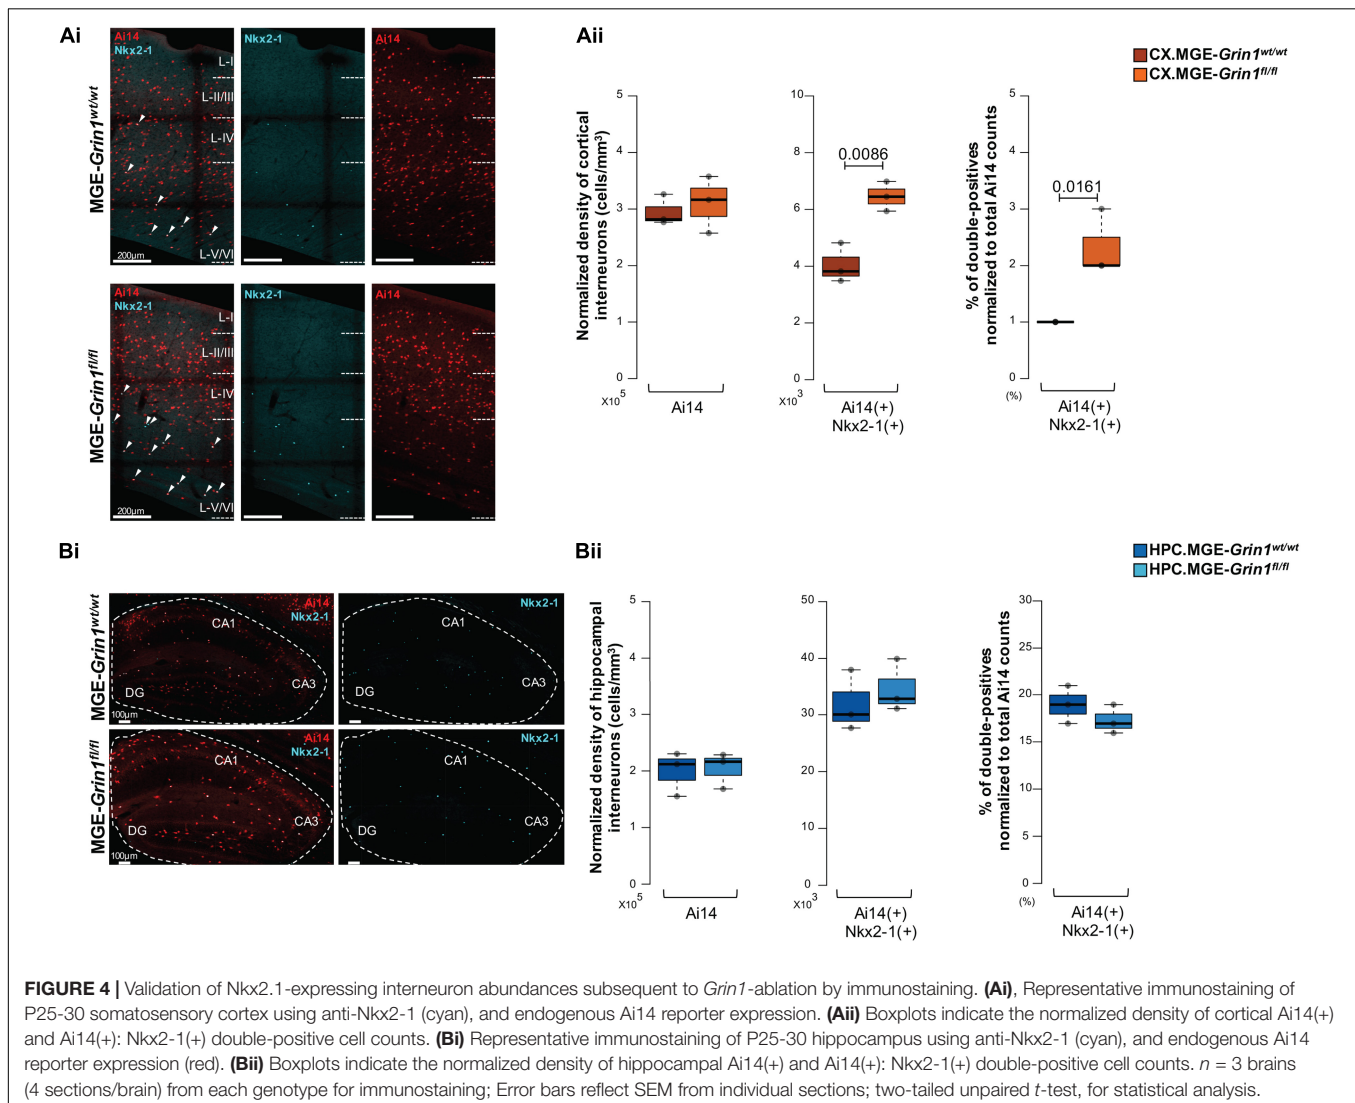 Ai
Ai14
Nkx2-1
Nkx2-1
Ai14
L-I
L-II/III
L-IV
L-V/VI
200µm
MGE-Grin1wt/wt
Ai14
Nkx2-1
Nkx2-1
Ai14
L-I
L-II/III
L-IV
L-V/VI
200µm
MGE-Grin1fl/fl
Aii
CX.MGE-Grin1wt/wt
CX.MGE-Grin1fl/fl
Normalized density of cortical
interneurons (cells/mm3)
5
4
3
2
1
0
X105
Ai14
10
8
6
4
2
0
X103
0.0086
Ai14(+)
Nkx2-1(+)
% of double-positives
normalized to total Ai14 counts
5
4
3
2
1
0
(%)
0.0161
Ai14(+)
Nkx2-1(+)
Bi
MGE-Grin1wt/wt
Ai14
Nkx2-1
CA1
CA3
DG
100µm
Nkx2-1
CA1
CA3
DG
MGE-Grin1fl/fl
Ai14
Nkx2-1
CA1
CA3
DG
100µm
Nkx2-1
CA1
CA3
DG
Bii
HPC.MGE-Grin1wt/wt
HPC.MGE-Grin1fl/fl
Normalized density of hippocampal
interneurons (cells/mm3)
5
4
3
2
1
0
X105
Ai14
50
40
30
20
10
0
X103
Ai14(+)
Nkx2-1(+)
% of double-positives
normalized to total Ai14 counts
30
25
20
15
10
5
0
(%)
Ai14(+)
Nkx2-1(+)
FIGURE 4 | Validation of Nkx2.1-expressing interneuron abundances subsequent to Grin1-ablation by immunostaining. (Ai), Representative immunostaining of
P25-30 somatosensory cortex using anti-Nkx2-1 (cyan), and endogenous Ai14 reporter expression. (Aii) Boxplots indicate the normalized density of cortical Ai14(+)
and Ai14(+): Nkx2-1(+) double-positive cell counts. (Bi) Representative immunostaining of P25-30 hippocampus using anti-Nkx2-1 (cyan), and endogenous Ai14
reporter expression (red). (Bii) Boxplots indicate the normalized density of hippocampal Ai14(+) and Ai14(+): Nkx2-1(+) double-positive cell counts. n = 3 brains
(4 sections/brain) from each genotype for immunostaining; Error bars reflect SEM from individual sections; two-tailed unpaired t-test, for statistical analysis.